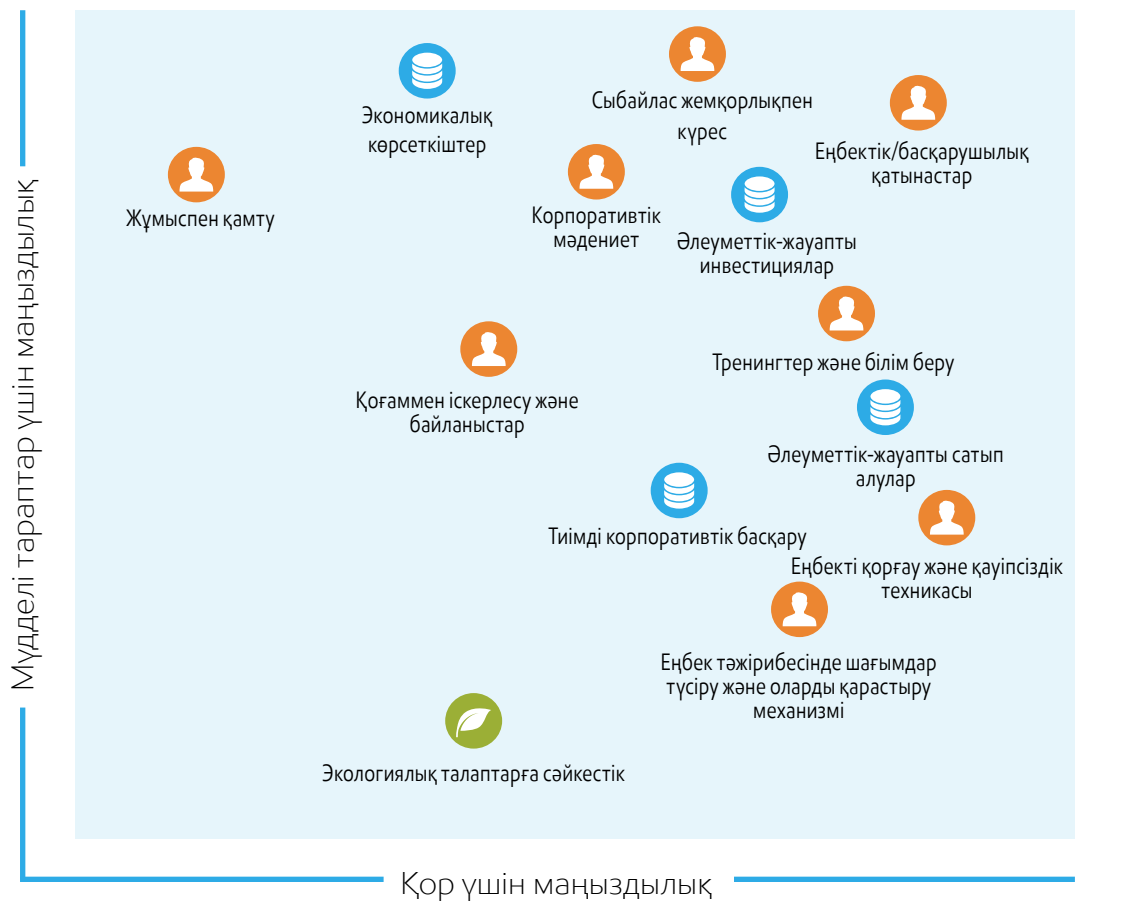 Мүдделі тараптар үшін маңыздылық
Экономикалық
көрсеткіштер
Сыбайлас жемқорлықпен
күрес
Еңбектік/басқарушылық
қатынастар
Жұмыспен қамту
Корпоративтік
мәдениет
Әлеуметтік-жауапты
инвестициялар
Тренингтер және білім беру
Қоғаммен іскерлесу және
байланыстар
Әлеуметтік-жауапты сатып
алулар
Тиімді корпоративтік басқару
Еңбекті қорғау және қауіпсіздік
техникасы
Еңбек тәжірибесінде шағымдар
түсіру және оларды қарастыру
механизмі
Экологиялық талаптарға сәйкестік
Қор үшін маңыздылық